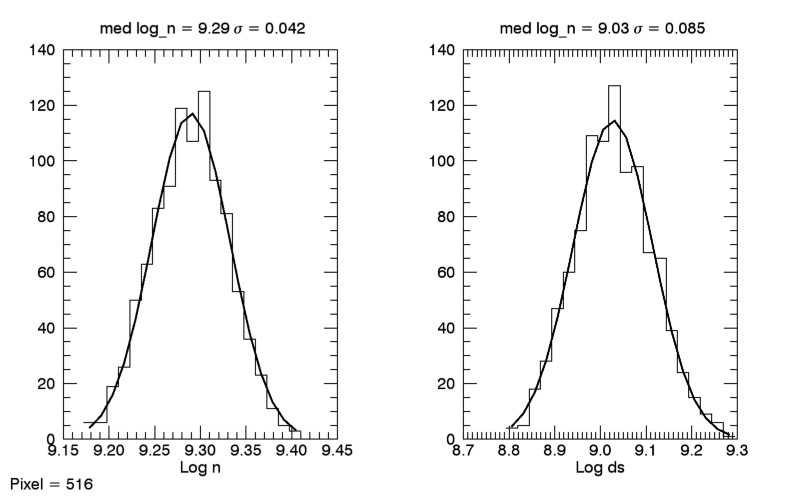 med log_n = 9.29 σ = 0.042
140
120
100
80
60
40
20
0
9.15 9.20 9.25 9.30 9.35 9.40 9.45
Log n
med log_n = 9.03 σ = 0.085
140
120
100
80
60
40
20
0
8.7 8.8 8.9 9.0 9.1 9.2 9.3
Log ds
Pixel = 516